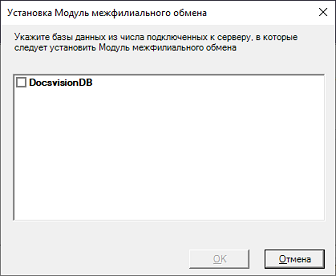 Установка Модуль межфилиального обмена
Укажите базы данных из числа подключенных к серверу, в которые
следует установить Модуль межфилиального обмена
DocsvisionDB
OK
Отмена